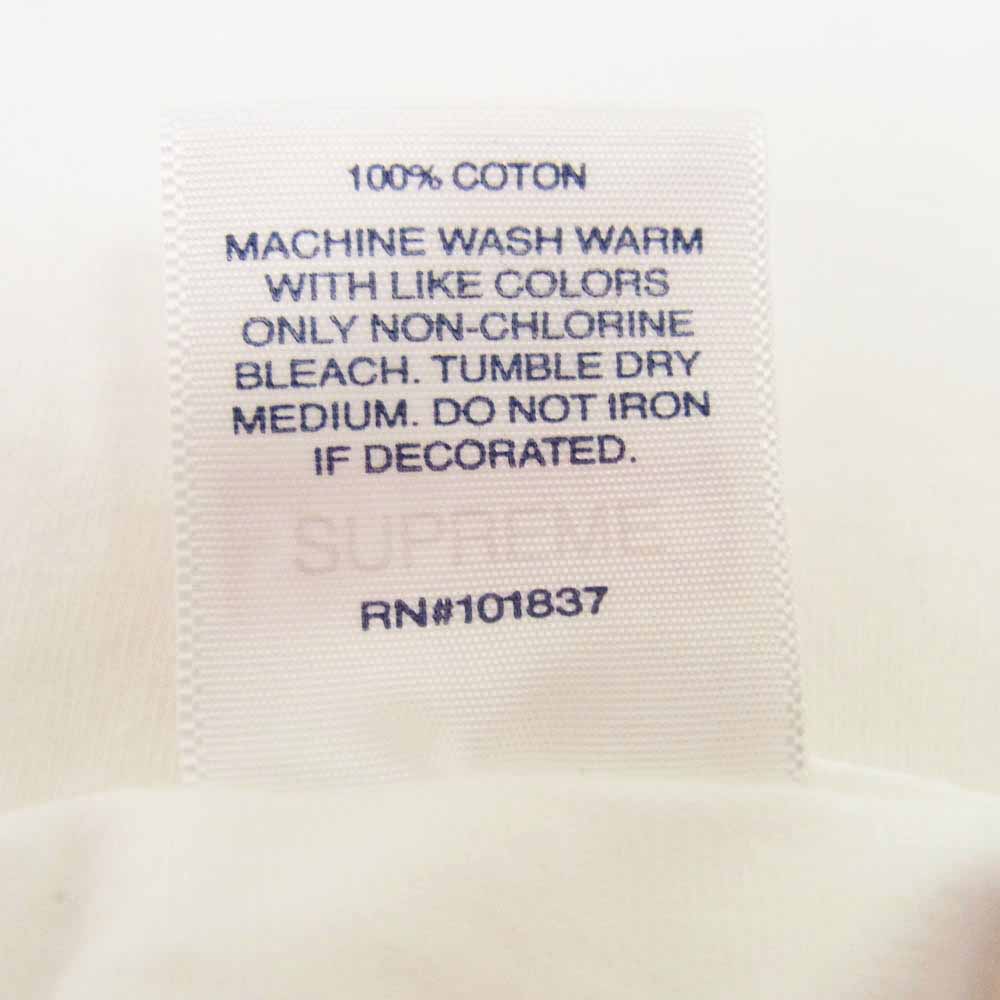 100% COTON
MACHINE WASH WARM
WITH LIKE COLORS
ONLY NON-CHLORINE
BLEACH. TUMBLE DRY
MEDIUM. DO NOT IRON
IF DECORATED.
SUPREME
RN#101837